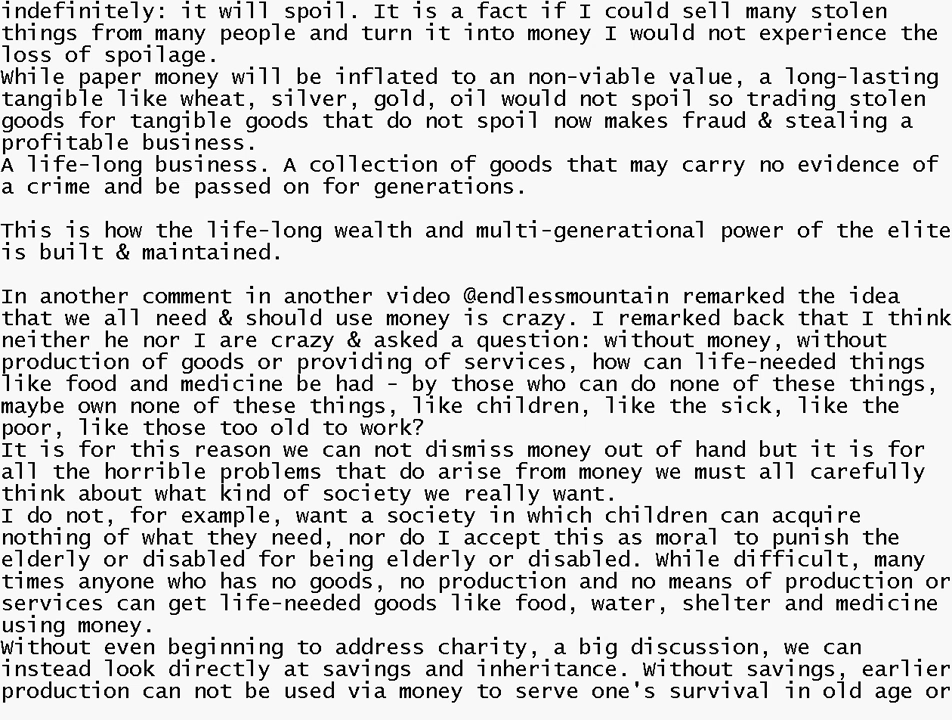 indefinitely: it will spoil. It is a fact if I could sell many stolen
things from many people and turn it into money I would not experience the
loss of spoilage.
While paper money will be inflated to an non-viable value, a long-lasting
tangible like wheat, silver, gold, oil would not spoil so trading stolen
goods for tangible goods that do not spoil now makes fraud & stealing a
profitable business.
A life-long business. A collection of goods that may carry no evidence of
a crime and be passed on for generations.

This is how the life-long wealth and multi-generational power of the elite
is built & maintained.

In another comment in another video @endlessmountain remarked the idea
that we all need & should use money is crazy. I remarked back that I think
neither he nor I are crazy & asked a question: without money, without
production of goods or providing of services, how can life-needed things
like food and medicine be had - by those who can do none of these things,
maybe own none of these things, like children, like the sick, like the
poor, like those too old to work?
It is for this reason we can not dismiss money out of hand but it is for
all the horrible problems that do arise from money we must all carefully
think about what kind of society we really want.
I do not, for example, want a society in which children can acquire
nothing of what they need, nor do I accept this as moral to punish the
elderly or disabled for being elderly or disabled. While difficult, many
times anyone who has no goods, no production and no means of production or
services can get life-needed goods like food, water, shelter and medicine
using money.
Without even beginning to address charity, a big discussion, we can
instead look directly at savings and inheritance. Without savings, earlier
production can not be used via money to serve one's survival in old age or